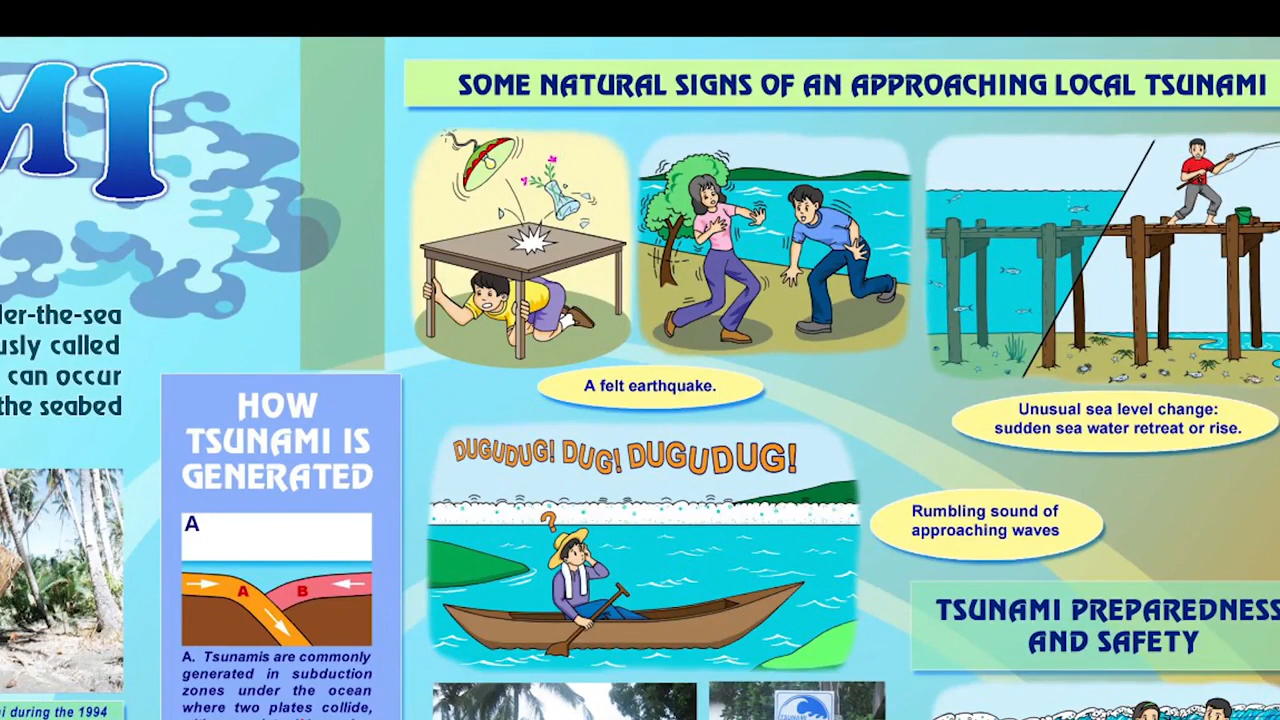 MI
der-the-sea
usly called
can occur
the seabed
i during the 1994
HOW
TSUNAMI IS
GENERATED
A
A B
A. Tsunamis are commonly
generated in subduction
zones under the ocean
where two plates collide,
SOME NATURAL SIGNS OF AN APPROACHING LOCAL TSUNAMI
A felt earthquake.
Unusual sea level change:
sudden sea water retreat or rise.
DUGUDUG! DUG! DUGUDUG!
?
Rumbling sound of
approaching waves
TSUNAMI
TSUNAMI PREPAREDNESS
AND SAFETY